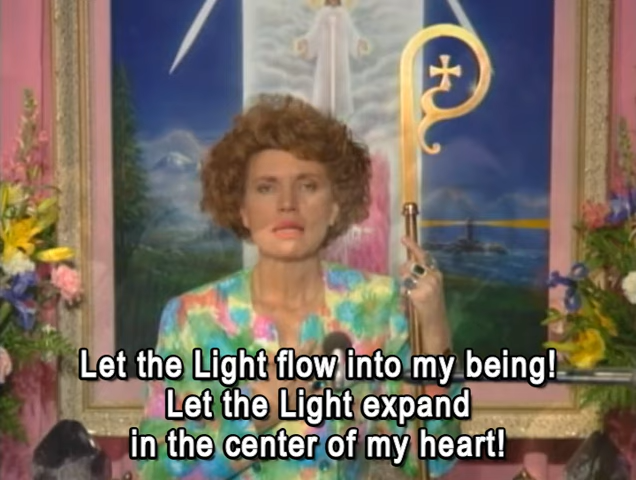 Let the Light flow into my being!
Let the Light expand
in the center of my heart!